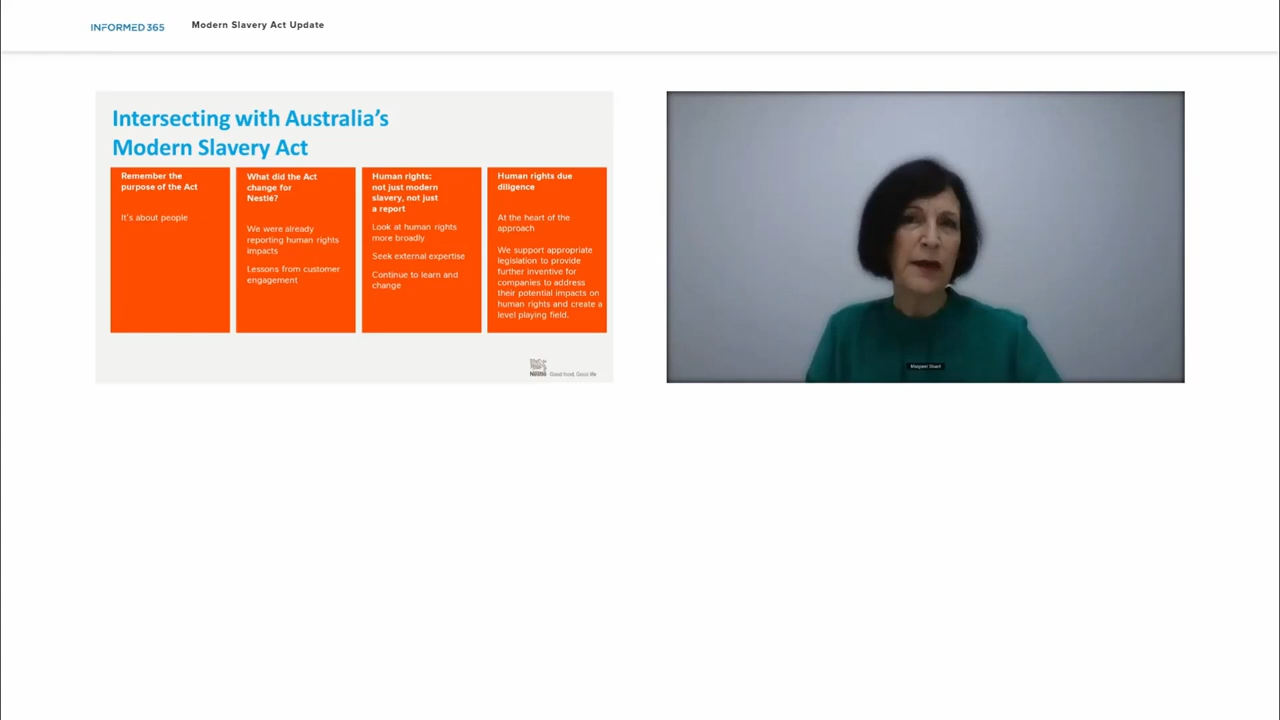 INFORMED 365
Modern Slavery Act Update
Intersecting with Australia's
Modern Slavery Act
Remember the
purpose of the Act
It's about people
What did the Act
change for
Nestlé?
We were already
reporting human rights
impacts
Lessons from customer
engagement
Human rights:
not just modern
slavery, not just
a report
Look at human rights
more broadly
Seek external expertise
Continue to learn and
change
Human rights due
diligence
At the heart of the
approach
We support appropriate
legislation to provide
further inventive for
companies to address
their potential impacts on
human rights and create a
level playing field.
Nestlé Good food, Good life
Margaret Stuart